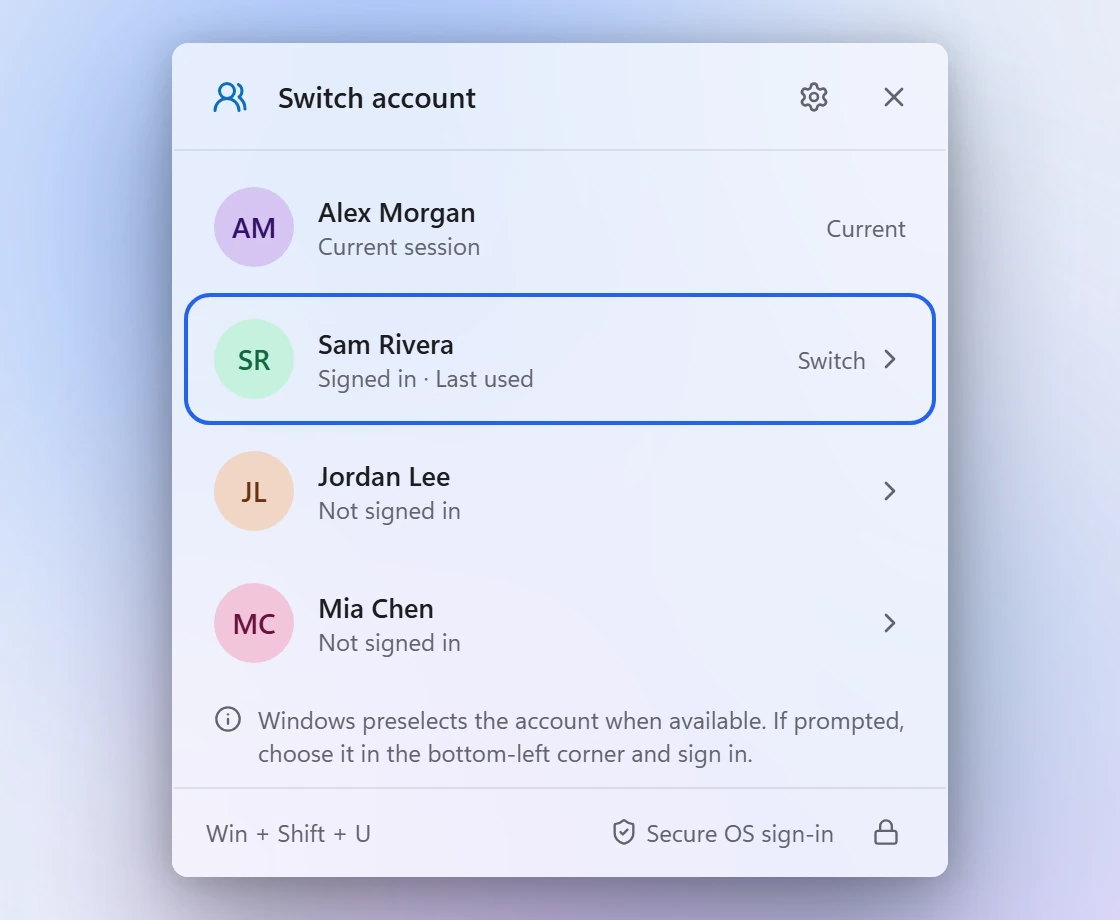 Switch account
AM
Alex Morgan
Current session
Current
SR
Sam Rivera
Signed in · Last used
Switch
JL
Jordan Lee
Not signed in
MC
Mia Chen
Not signed in
Windows preselects the account when available. If prompted,
choose it in the bottom-left corner and sign in.
Win + Shift + U
Secure OS sign-in